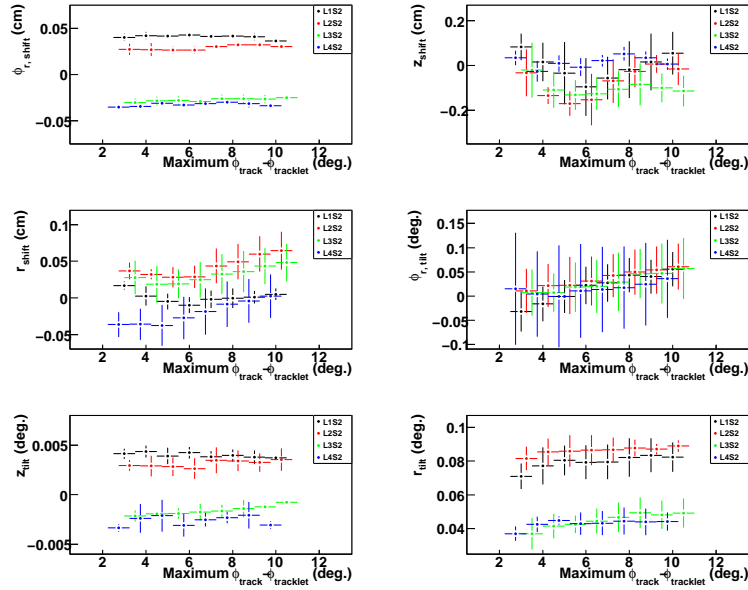 φr, shift (cm)
0.05
0
−0.05
2 4 6 8 10 12
Maximum ϕtrack-ϕtracklet (deg.)
L1S2
L2S2
L3S2
L4S2
zshift (cm)
0.2
0
−0.2
2 4 6 8 10 12
Maximum ϕtrack-ϕtracklet (deg.)
L1S2
L2S2
L3S2
L4S2
rshift (cm)
0.1
0.05
0
−0.05
2 4 6 8 10 12
Maximum ϕtrack-ϕtracklet (deg.)
L1S2
L2S2
L3S2
L4S2
ϕr, tilt (deg.)
0.15
0.1
0.05
0
−0.05
−0.1
2 4 6 8 10 12
Maximum ϕtrack-ϕtracklet (deg.)
L1S2
L2S2
L3S2
L4S2
ztilt (deg.)
0.005
0
−0.005
2 4 6 8 10 12
Maximum ϕtrack-ϕtracklet (deg.)
L1S2
L2S2
L3S2
L4S2
rtilt (deg.)
0.1
0.08
0.06
0.04
2 4 6 8 10 12
Maximum ϕtrack-ϕtracklet (deg.)
L1S2
L2S2
L3S2
L4S2